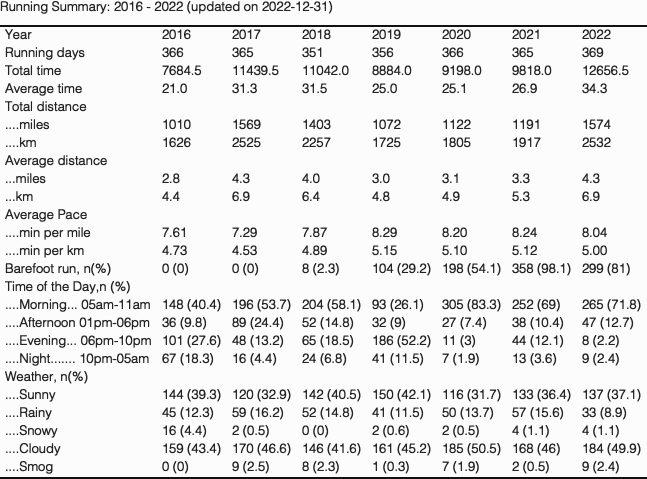 Running Summary: 2016 - 2022 (updated on 2022-12-31)
Year 2016 2017 2018 2019 2020 2021 2022
Running days 366 365 351 356 366 365 369
Total time 7684.5 11439.5 11042.0 8884.0 9198.0 9818.0 12656.5
Average time 21.0 31.3 31.5 25.0 25.1 26.9 34.3
Total distance
....miles 1010 1569 1403 1072 1122 1191 1574
....km 1626 2525 2257 1725 1805 1917 2532
Average distance
...miles 2.8 4.3 4.0 3.0 3.1 3.3 4.3
...km 4.4 6.9 6.4 4.8 4.9 5.3 6.9
Average Pace
....min per mile 7.61 7.29 7.87 8.29 8.20 8.24 8.04
....min per km 4.73 4.53 4.89 5.15 5.10 5.12 5.00
Barefoot run, n(%) 0 (0) 0 (0) 8 (2.3) 104 (29.2) 198 (54.1) 358 (98.1) 299 (81)
Time of the Day,n (%)
....Morning... 05am-11am 148 (40.4) 196 (53.7) 204 (58.1) 93 (26.1) 305 (83.3) 252 (69) 265 (71.8)
....Afternoon 01pm-06pm 36 (9.8) 89 (24.4) 52 (14.8) 32 (9) 27 (7.4) 38 (10.4) 47 (12.7)
....Evening... 06pm-10pm 101 (27.6) 48 (13.2) 65 (18.5) 186 (52.2) 11 (3) 44 (12.1) 8 (2.2)
....Night....... 10pm-05am 67 (18.3) 16 (4.4) 24 (6.8) 41 (11.5) 7 (1.9) 13 (3.6) 9 (2.4)
Weather, n(%)
....Sunny 144 (39.3) 120 (32.9) 142 (40.5) 150 (42.1) 116 (31.7) 133 (36.4) 137 (37.1)
....Rainy 45 (12.3) 59 (16.2) 52 (14.8) 41 (11.5) 50 (13.7) 57 (15.6) 33 (8.9)
....Snowy 16 (4.4) 2 (0.5) 0 (0) 2 (0.6) 2 (0.5) 4 (1.1) 4 (1.1)
....Cloudy 159 (43.4) 170 (46.6) 146 (41.6) 161 (45.2) 185 (50.5) 168 (46) 184 (49.9)
....Smog 0 (0) 9 (2.5) 8 (2.3) 1 (0.3) 7 (1.9) 2 (0.5) 9 (2.4)